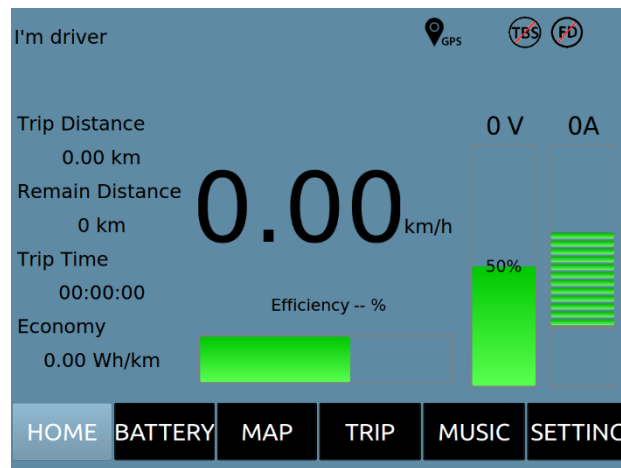 I'm driver
GPS
TBS
FD
Trip Distance
0.00 km
Remain Distance
0 km
Trip Time
00:00:00
Economy
0.00 Wh/km
0.00 km/h
Efficiency -- %
0 V
0A
50%
HOME
BATTERY
MAP
TRIP
MUSIC
SETTING